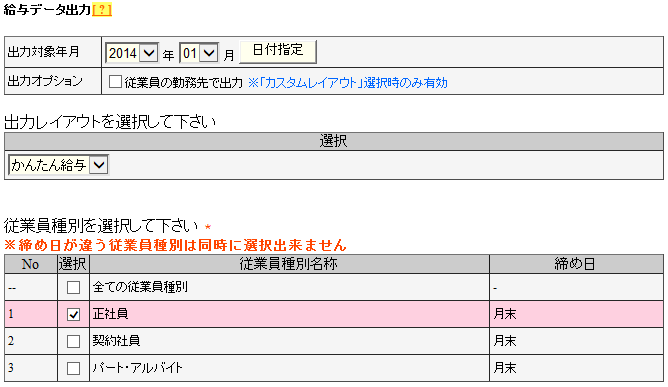 給与データ出力[?]
出力対象年月 2014 年 01 月 日付指定
出力オプション 従業員の勤務先で出力 ※「カスタムレイアウト」選択時のみ有効
出力レイアウトを選択して下さい
選択
かんたん給与
従業員種別を選択して下さい *
※締め日が違う従業員種別は同時に選択出来ません
No 選択 従業員種別名称 締め日
-- 全ての従業員種別 -
1 正社員 月末
2 契約社員 月末
3 パート・アルバイト 月末